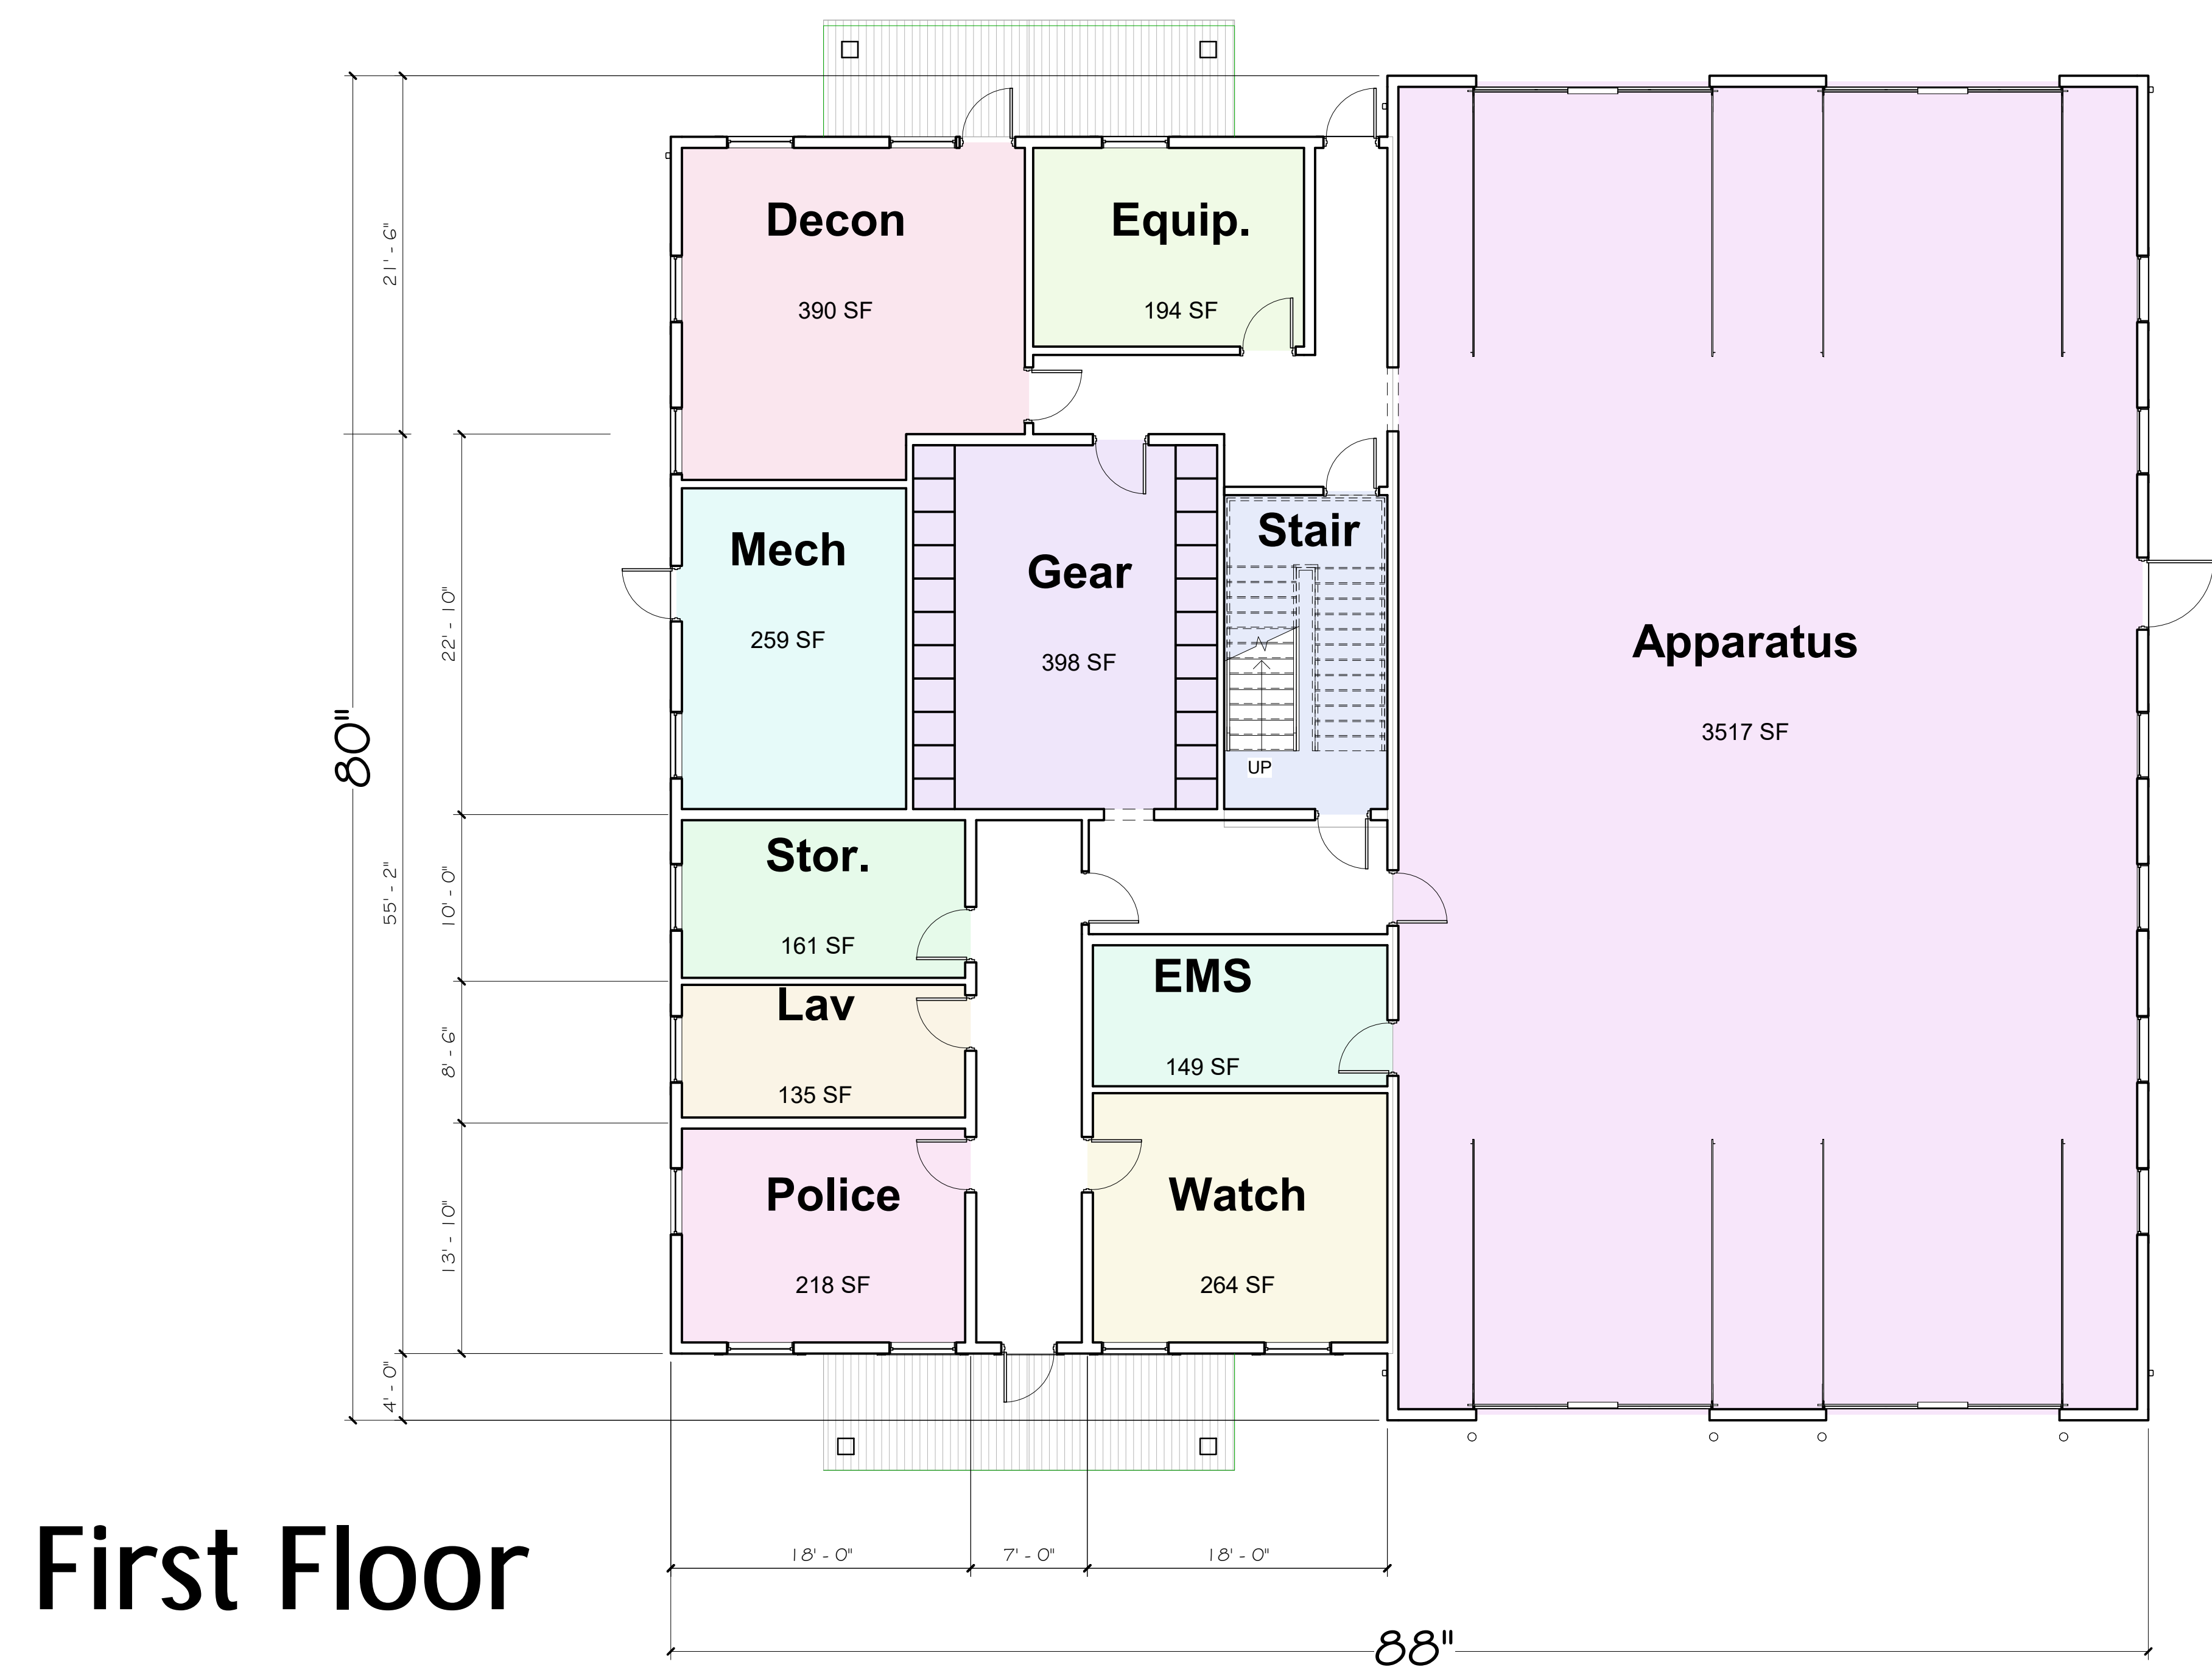 Decon
390 SF
Equip.
194 SF
21' - 6"
Mech
259 SF
Gear
398 SF
Stair
UP
Apparatus
3517 SF
22' - 10"
80"
55' - 2"
10' - 0"
Stor.
161 SF
8' - 6"
Lav
135 SF
EMS
149 SF
13' - 10"
Police
218 SF
Watch
264 SF
4' - 0"
First Floor
18' - 0"
7' - 0"
18' - 0"
88"